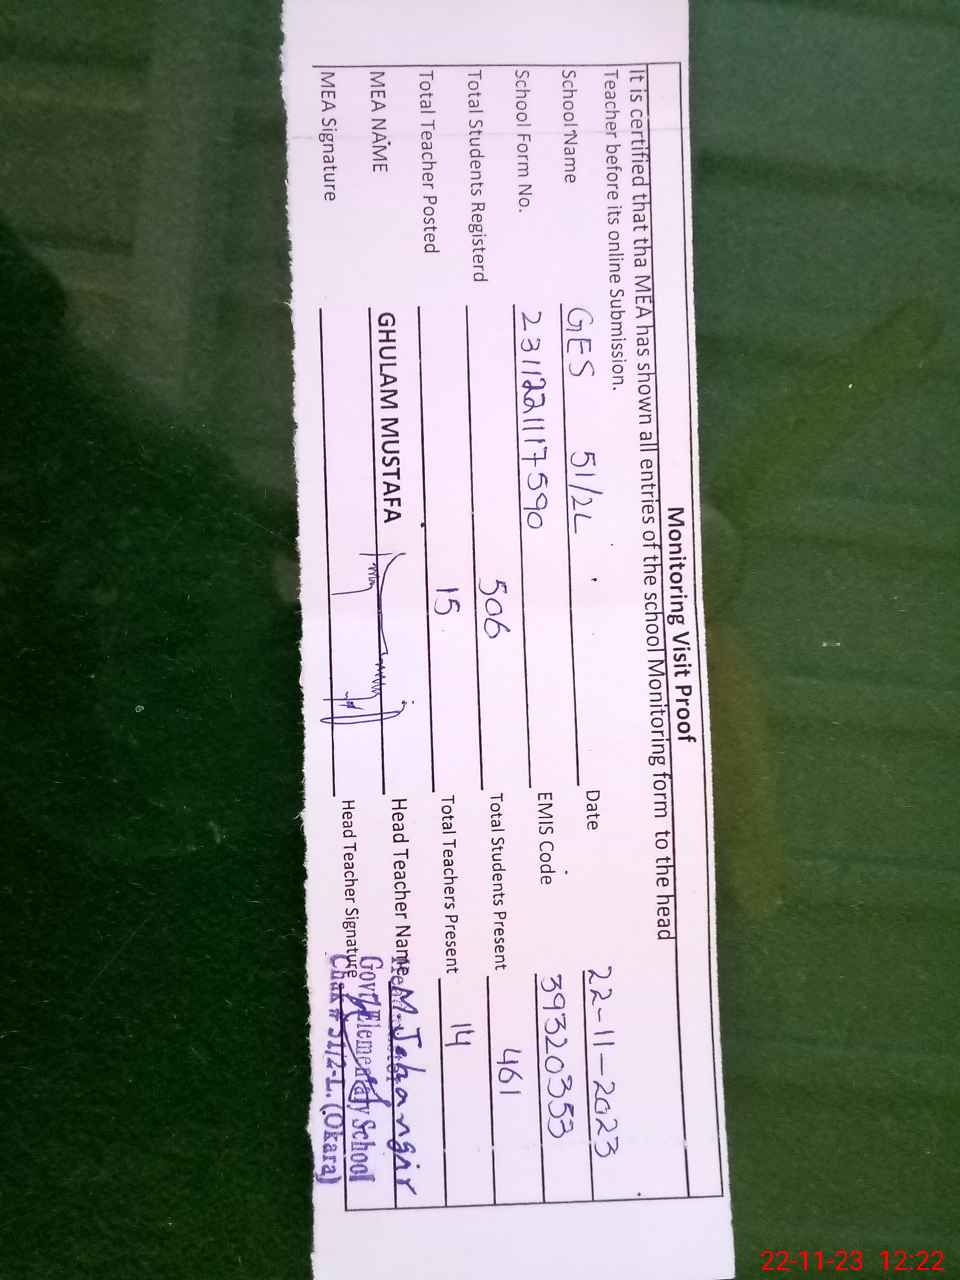 Monitoring Visit Proof
It is certified that tha MEA has shown all entries of the school Monitoring form to the head
Teacher before its online Submission.
School Name GES 51/2L Date 22-11-2023
School Form No. 2311221117590 EMIS Code 39320353
Total Students Registerd 506 Total Students Present 461
Total Teacher Posted 15 Total Teachers Present 14
MEA NAME GHULAM MUSTAFA Head Teacher Name M. Jahangir
MEA Signature Head Teacher Signature
Govt. Elementary School
Chak # 51/2-L. (Okara)
22-11-23 12:22